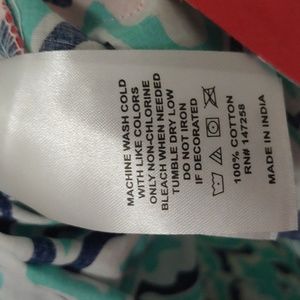 MACHINE WASH COLD
WITH LIKE COLORS
ONLY NON-CHLORINE
BLEACH WHEN NEEDED
TUMBLE DRY LOW
DO NOT IRON
IF DECORATED
100% COTTON
RN# 147258
MADE IN INDIA